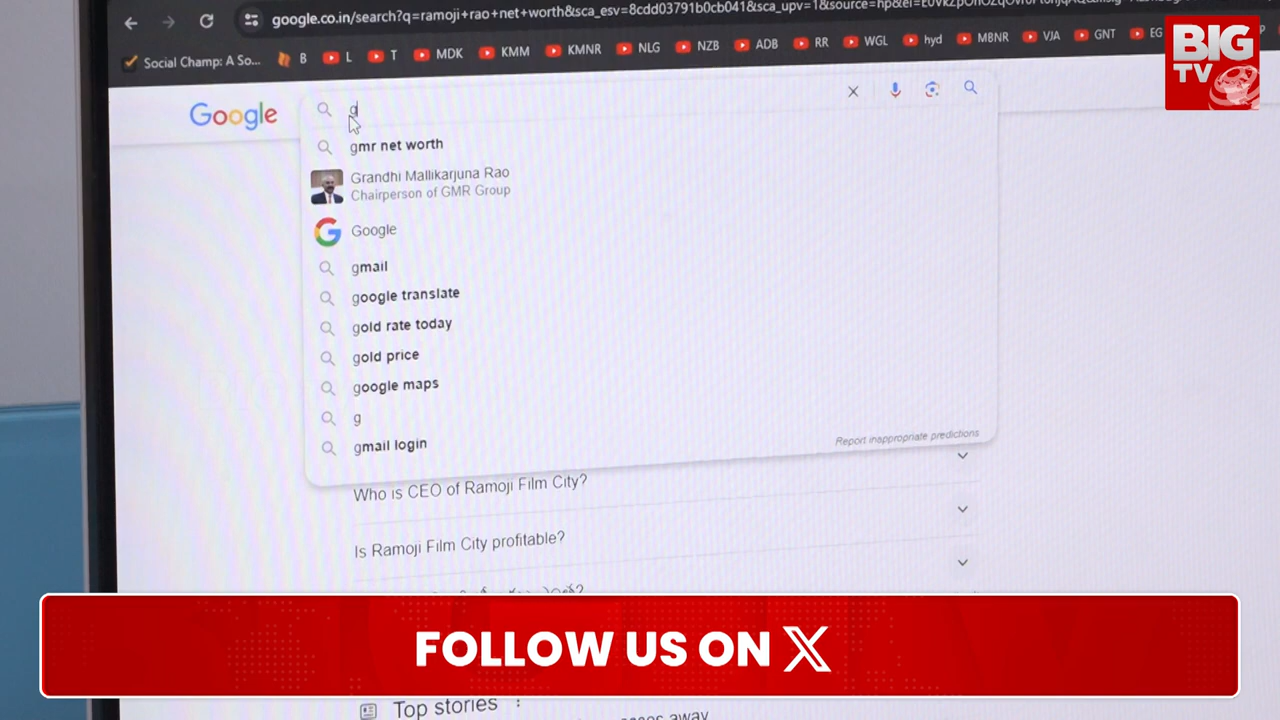 google.co.in/search?q=ramoji+rao+net+worth&sca_esv=8cdd03791b0cb041&sca_upv=1&source=hp&ei=
Social Champ: A So...
B
L
T
MDK
KMM
KMNR
NLG
NZB
ADB
RR
WGL
hyd
MBNR
VJA
GNT
EG
BIG
TV
Google
g
gmr net worth
Grandhi Mallikarjuna Rao
Chairperson of GMR Group
Google
gmail
google translate
gold rate today
gold price
google maps
g
gmail login
Report inappropriate predictions
Who is CEO of Ramoji Film City?
Is Ramoji Film City profitable?
FOLLOW US ON X
Top stories
away